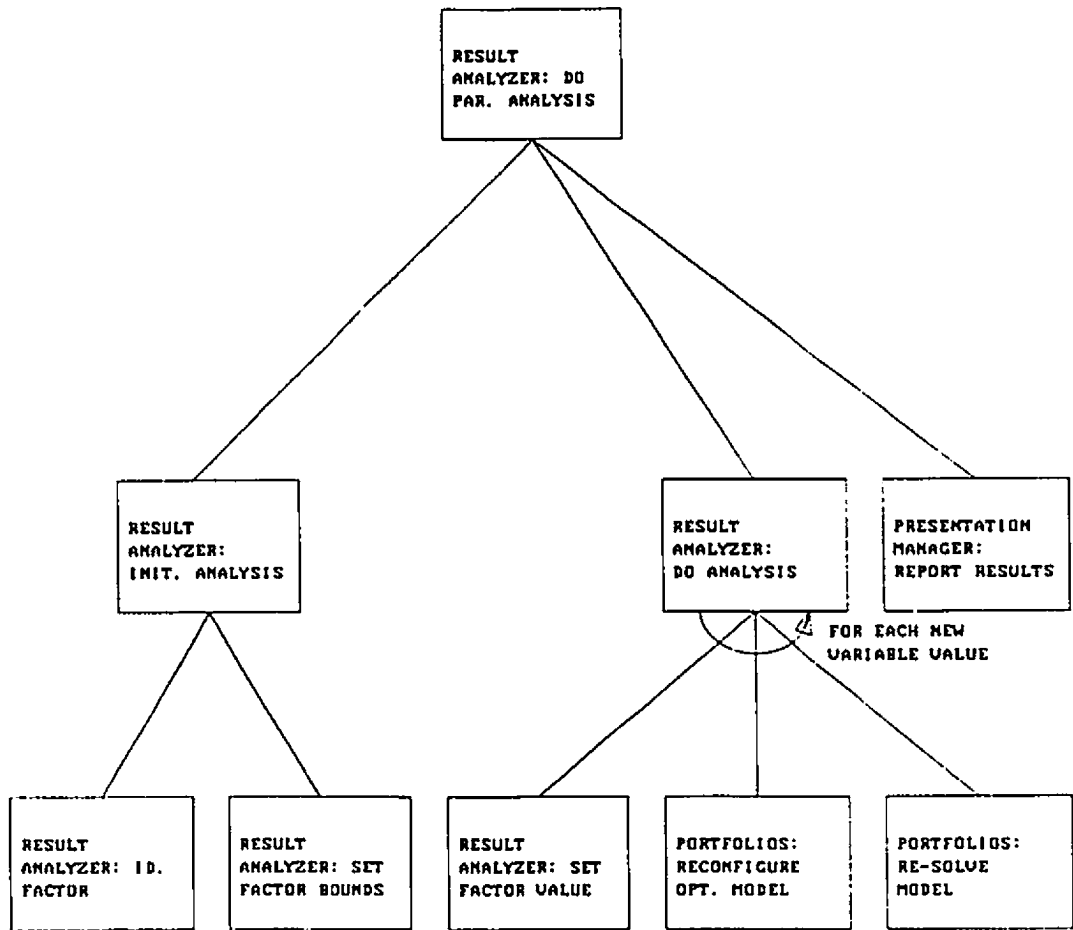 RESULT
ANALYZER: DO
PAR. ANALYSIS
RESULT
ANALYZER:
INIT. ANALYSIS
RESULT
ANALYZER:
DO ANALYSIS
PRESENTATION
MANAGER:
REPORT RESULTS
FOR EACH NEW
VARIABLE VALUE
RESULT
ANALYZER: ID.
FACTOR
RESULT
ANALYZER: SET
FACTOR BOUNDS
RESULT
ANALYZER: SET
FACTOR VALUE
PORTFOLIOS:
RECONFIGURE
OPT. MODEL
PORTFOLIOS:
RE-SOLVE
MODEL